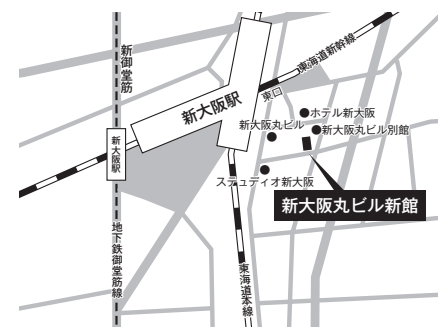 新御堂筋
東海道新幹線
東口
新大阪駅
ホテル新大阪
新大阪丸ビル
新大阪丸ビル別館
新大阪駅
ステュディオ新大阪
新大阪丸ビル新館
地下鉄御堂筋線
東海道本線